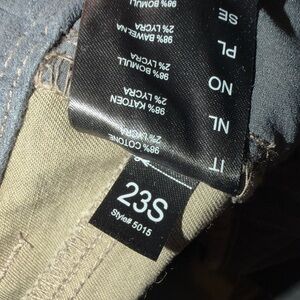 IT
98% COTONE
2% LYCRA
NL
98% KATOEN
2% LYCRA
NO
98% BOMULL
2% LYCRA
PL
98% BAWEŁNA
2% LYCRA
SE
98% BOMULL
23S
Style# 5015